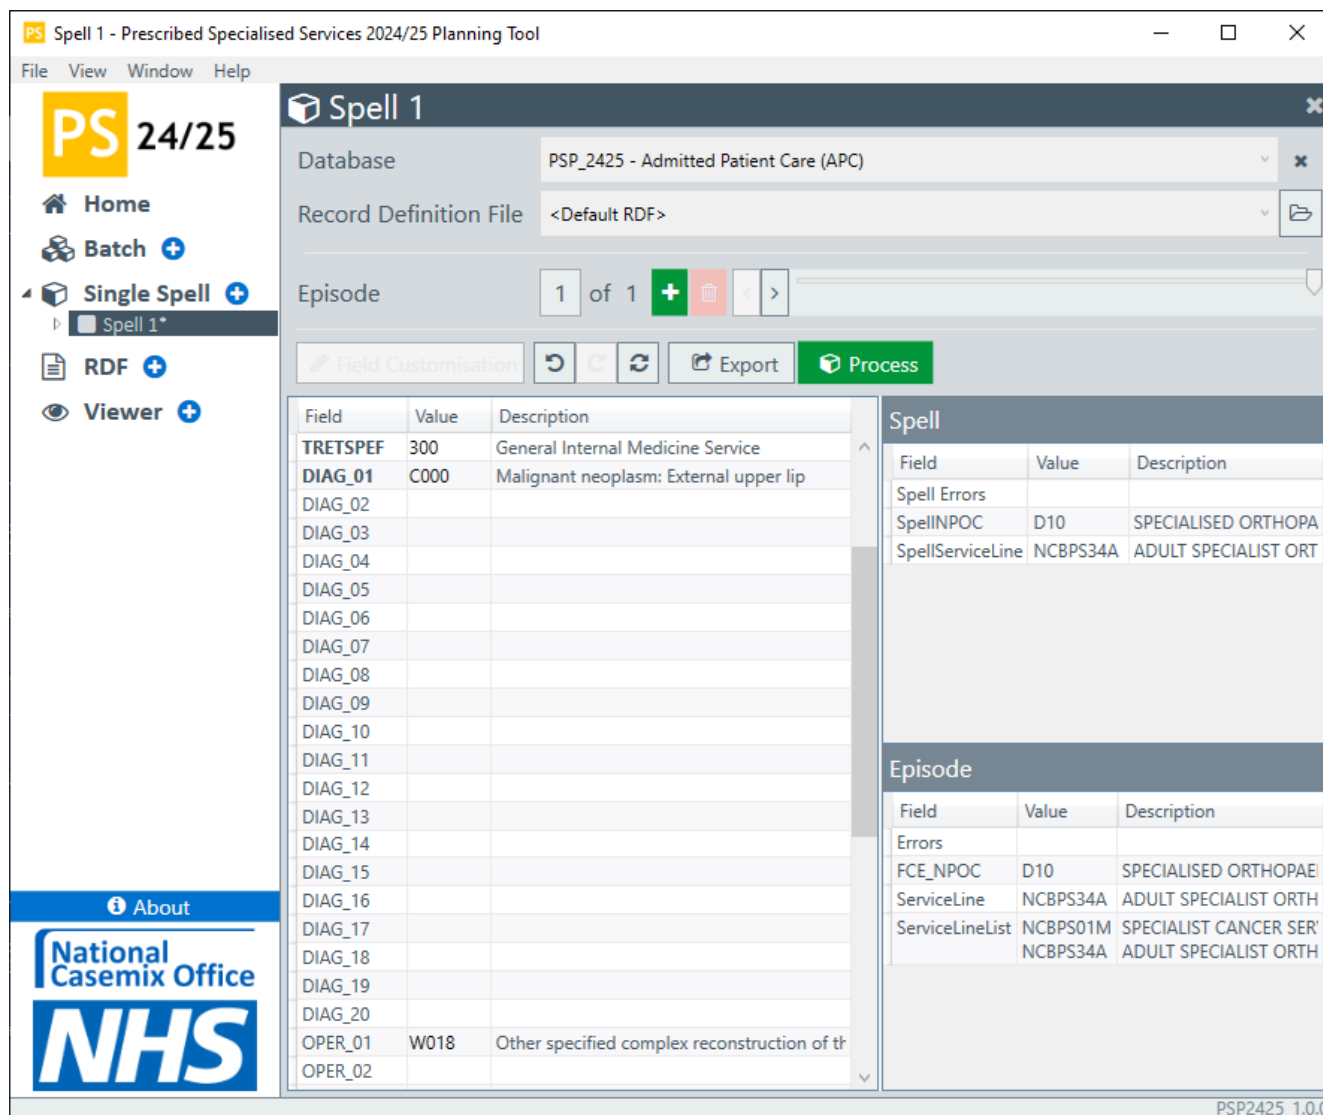 PS Spell 1 - Prescribed Specialised Services 2024/25 Planning Tool
File View Window Help
PS 24/25
Home
Batch
Single Spell
Spell 1*
RDF
Viewer
About
National
Casemix Office
NHS
Spell 1
Database PSP_2425 - Admitted Patient Care (APC)
Record Definition File <Default RDF>
Episode 1 of 1
Field Customisation Export Process
Field Value Description
TRETSPEF 300 General Internal Medicine Service
DIAG_01 C000 Malignant neoplasm: External upper lip
DIAG_02
DIAG_03
DIAG_04
DIAG_05
DIAG_06
DIAG_07
DIAG_08
DIAG_09
DIAG_10
DIAG_11
DIAG_12
DIAG_13
DIAG_14
DIAG_15
DIAG_16
DIAG_17
DIAG_18
DIAG_19
DIAG_20
OPER_01 W018 Other specified complex reconstruction of th
OPER_02
Spell
Field Value Description
Spell Errors
SpellNPOC D10 SPECIALISED ORTHOPA
SpellServiceLine NCBPS34A ADULT SPECIALIST ORT
Episode
Field Value Description
Errors
FCE_NPOC D10 SPECIALISED ORTHOPAE
ServiceLine NCBPS34A ADULT SPECIALIST ORTH
ServiceLineList NCBPS01M SPECIALIST CANCER SER
NCBPS34A ADULT SPECIALIST ORTH
PSP2425 1.0.0